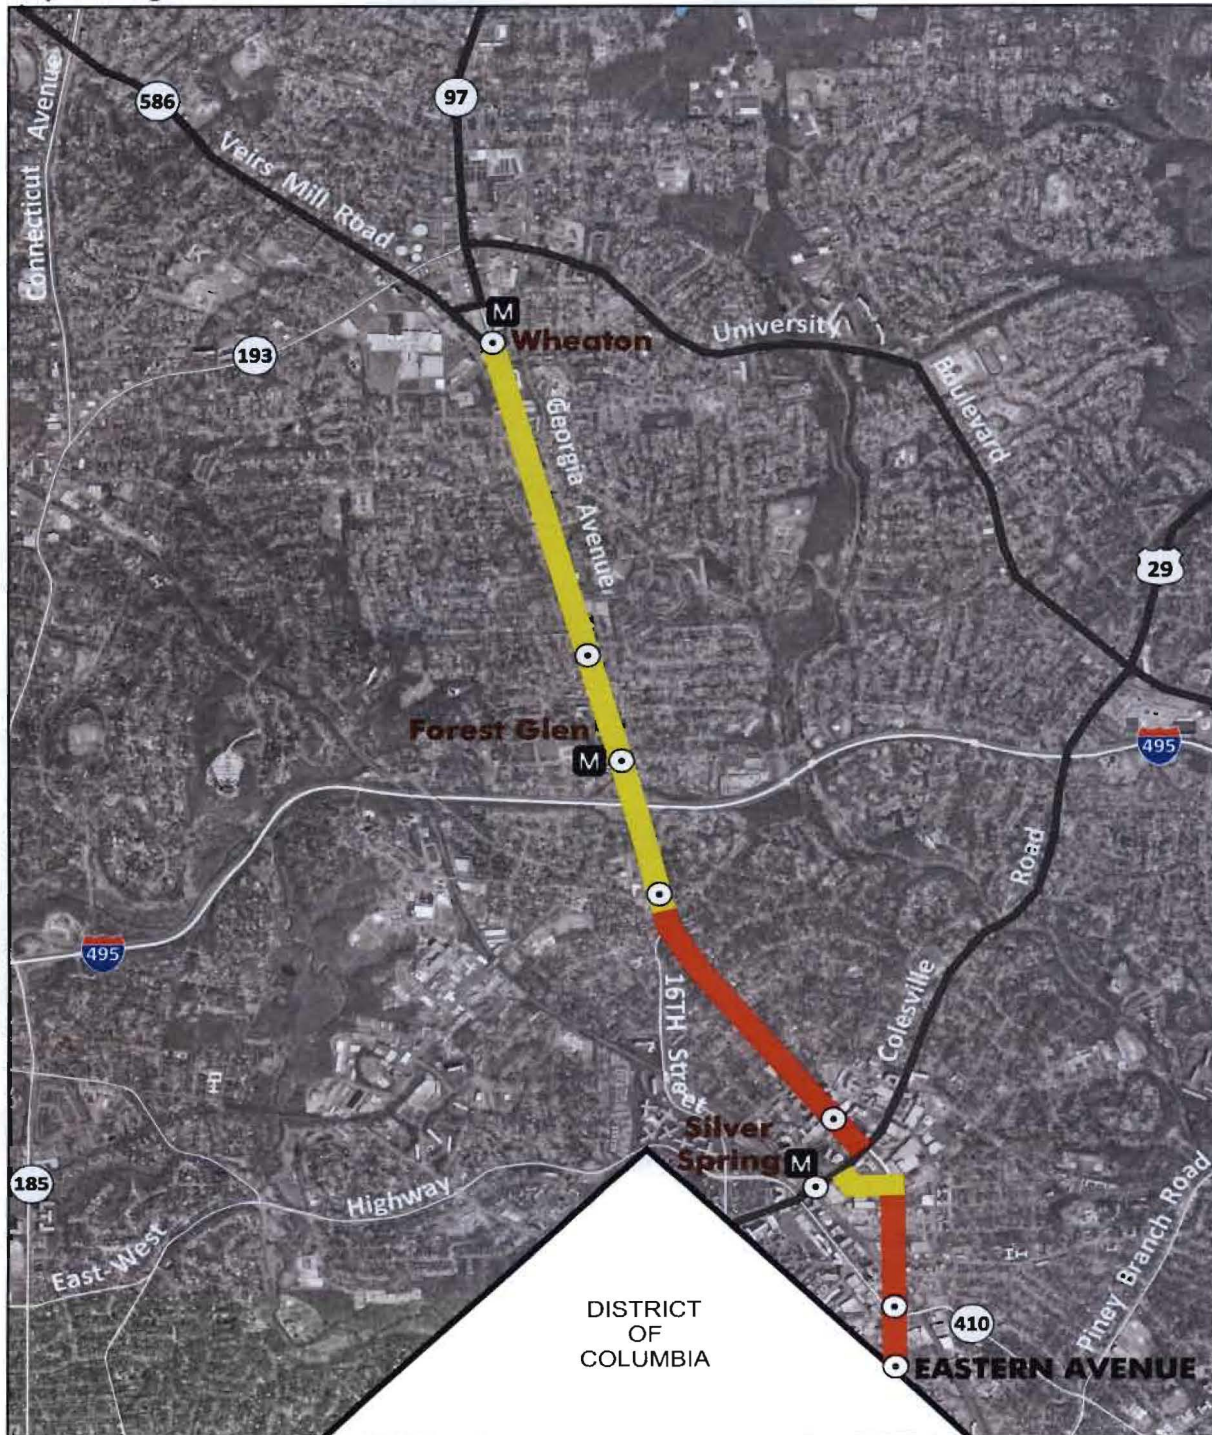 586
97
Connecticut Avenue
Veirs Mill Road
M
Wheaton
193
University
Boulevard
Georgia Avenue
29
Forest Glen
M
495
Road
495
16TH Street
Colesville
Silver
Spring
M
185
East-West
Highway
Piney Branch Road
DISTRICT
OF
COLUMBIA
410
EASTERN AVENUE